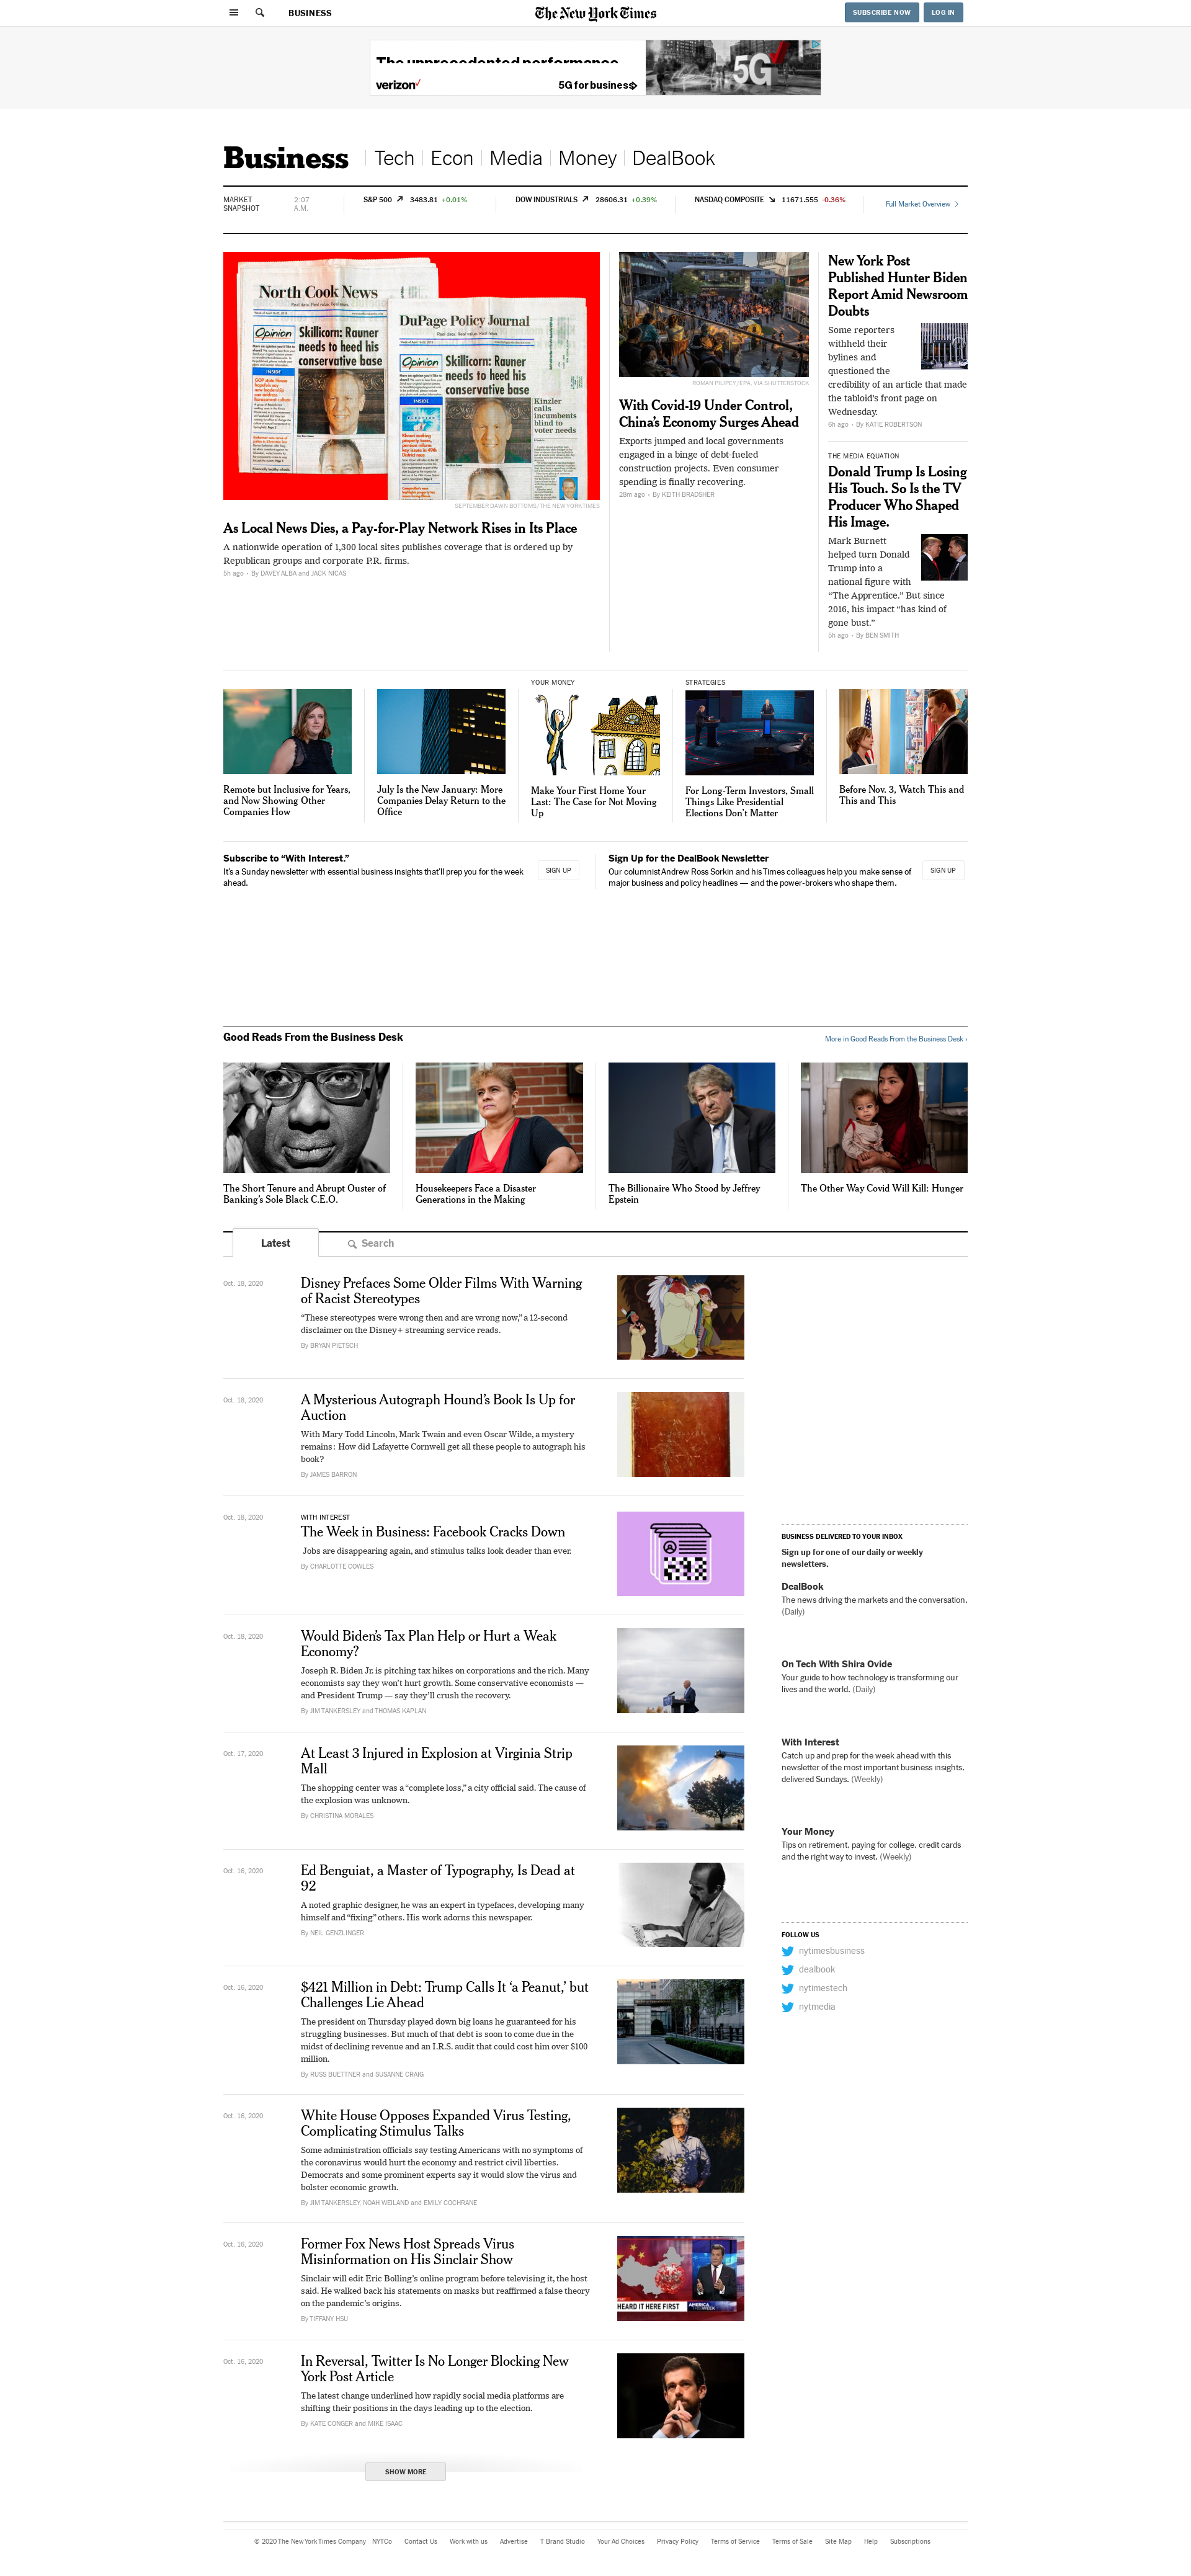 BUSINESS
The New York Times
SUBSCRIBE NOW
LOG IN
The unprecedented performance
verizon
5G for business
5G
Business
Tech
Econ
Media
Money
DealBook
MARKET
SNAPSHOT
2:07
A.M.
S&P 500 3483.81 +0.01%
DOW INDUSTRIALS 28606.31 +0.39%
NASDAQ COMPOSITE 11671.555 -0.36%
Full Market Overview
North Cook News
Opinion
Skillicorn: Rauner
needs to heed his
conservative base
INSIDE
DuPage Policy Journal
Opinion
Skillicorn: Rauner
needs to heed his
conservative base
INSIDE
Kinzler
calls
incumbents
blind to
voter needs
SEPTEMBER DAWN BOTTOMS/THE NEW YORK TIMES
As Local News Dies, a Pay-for-Play Network Rises in Its Place
A nationwide operation of 1,300 local sites publishes coverage that is ordered up by
Republican groups and corporate P.R. firms.
5h ago • By DAVEY ALBA and JACK NICAS
ROMAN PILIPEY/EPA, VIA SHUTTERSTOCK
With Covid-19 Under Control,
China's Economy Surges Ahead
Exports jumped and local governments
engaged in a binge of debt-fueled
construction projects. Even consumer
spending is finally recovering.
28m ago • By KEITH BRADSHER
New York Post
Published Hunter Biden
Report Amid Newsroom
Doubts
Some reporters
withheld their
bylines and
questioned the
credibility of an article that made
the tabloid's front page on
Wednesday.
6h ago • By KATIE ROBERTSON
THE MEDIA EQUATION
Donald Trump Is Losing
His Touch. So Is the TV
Producer Who Shaped
His Image.
Mark Burnett
helped turn Donald
Trump into a
national figure with
“The Apprentice.” But since
2016, his impact “has kind of
gone bust.”
5h ago • By BEN SMITH
Remote but Inclusive for Years,
and Now Showing Other
Companies How
July Is the New January: More
Companies Delay Return to the
Office
YOUR MONEY
Make Your First Home Your
Last: The Case for Not Moving
Up
STRATEGIES
For Long-Term Investors, Small
Things Like Presidential
Elections Don't Matter
Before Nov. 3, Watch This and
This and This
Subscribe to “With Interest.”
It's a Sunday newsletter with essential business insights that'll prep you for the week
ahead.
SIGN UP
Sign Up for the DealBook Newsletter
Our columnist Andrew Ross Sorkin and his Times colleagues help you make sense of
major business and policy headlines — and the power-brokers who shape them.
SIGN UP
Good Reads From the Business Desk
More in Good Reads From the Business Desk ›
The Short Tenure and Abrupt Ouster of
Banking's Sole Black C.E.O.
Housekeepers Face a Disaster
Generations in the Making
The Billionaire Who Stood by Jeffrey
Epstein
The Other Way Covid Will Kill: Hunger
Latest
Search
Oct. 18, 2020
Disney Prefaces Some Older Films With Warning
of Racist Stereotypes
“These stereotypes were wrong then and are wrong now,” a 12-second
disclaimer on the Disney+ streaming service reads.
By BRYAN PIETSCH
Oct. 18, 2020
A Mysterious Autograph Hound's Book Is Up for
Auction
With Mary Todd Lincoln, Mark Twain and even Oscar Wilde, a mystery
remains: How did Lafayette Cornwell get all these people to autograph his
book?
By JAMES BARRON
Oct. 18, 2020
WITH INTEREST
The Week in Business: Facebook Cracks Down
Jobs are disappearing again, and stimulus talks look deader than ever.
By CHARLOTTE COWLES
Oct. 18, 2020
Would Biden's Tax Plan Help or Hurt a Weak
Economy?
Joseph R. Biden Jr. is pitching tax hikes on corporations and the rich. Many
economists say they won't hurt growth. Some conservative economists —
and President Trump — say they'll crush the recovery.
By JIM TANKERSLEY and THOMAS KAPLAN
Oct. 17, 2020
At Least 3 Injured in Explosion at Virginia Strip
Mall
The shopping center was a “complete loss,” a city official said. The cause of
the explosion was unknown.
By CHRISTINA MORALES
Oct. 16, 2020
Ed Benguiat, a Master of Typography, Is Dead at
92
A noted graphic designer, he was an expert in typefaces, developing many
himself and “fixing” others. His work adorns this newspaper.
By NEIL GENZLINGER
Oct. 16, 2020
$421 Million in Debt: Trump Calls It ‘a Peanut,’ but
Challenges Lie Ahead
The president on Thursday played down big loans he guaranteed for his
struggling businesses. But much of that debt is soon to come due in the
midst of declining revenue and an I.R.S. audit that could cost him over $100
million.
By RUSS BUETTNER and SUSANNE CRAIG
Oct. 16, 2020
White House Opposes Expanded Virus Testing,
Complicating Stimulus Talks
Some administration officials say testing Americans with no symptoms of
the coronavirus would hurt the economy and restrict civil liberties.
Democrats and some prominent experts say it would slow the virus and
bolster economic growth.
By JIM TANKERSLEY, NOAH WEILAND and EMILY COCHRANE
Oct. 16, 2020
Former Fox News Host Spreads Virus
Misinformation on His Sinclair Show
Sinclair will edit Eric Bolling's online program before televising it, the host
said. He walked back his statements on masks but reaffirmed a false theory
on the pandemic's origins.
By TIFFANY HSU
HEARD IT HERE FIRST
AMERICA
Oct. 16, 2020
In Reversal, Twitter Is No Longer Blocking New
York Post Article
The latest change underlined how rapidly social media platforms are
shifting their positions in the days leading up to the election.
By KATE CONGER and MIKE ISAAC
SHOW MORE
BUSINESS DELIVERED TO YOUR INBOX
Sign up for one of our daily or weekly
newsletters.
DealBook
The news driving the markets and the conversation.
(Daily)
On Tech With Shira Ovide
Your guide to how technology is transforming our
lives and the world. (Daily)
With Interest
Catch up and prep for the week ahead with this
newsletter of the most important business insights,
delivered Sundays. (Weekly)
Your Money
Tips on retirement, paying for college, credit cards
and the right way to invest. (Weekly)
FOLLOW US
nytimesbusiness
dealbook
nytimestech
nytmedia
© 2020 The New York Times Company
NYTCo
Contact Us
Work with us
Advertise
T Brand Studio
Your Ad Choices
Privacy Policy
Terms of Service
Terms of Sale
Site Map
Help
Subscriptions